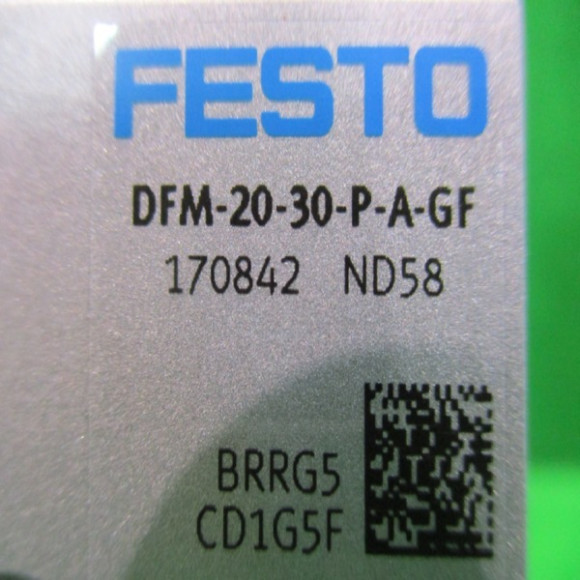 FESTO
DFM-20-30-P-A-GF
170842 ND58
BRRG5
CD1G5F